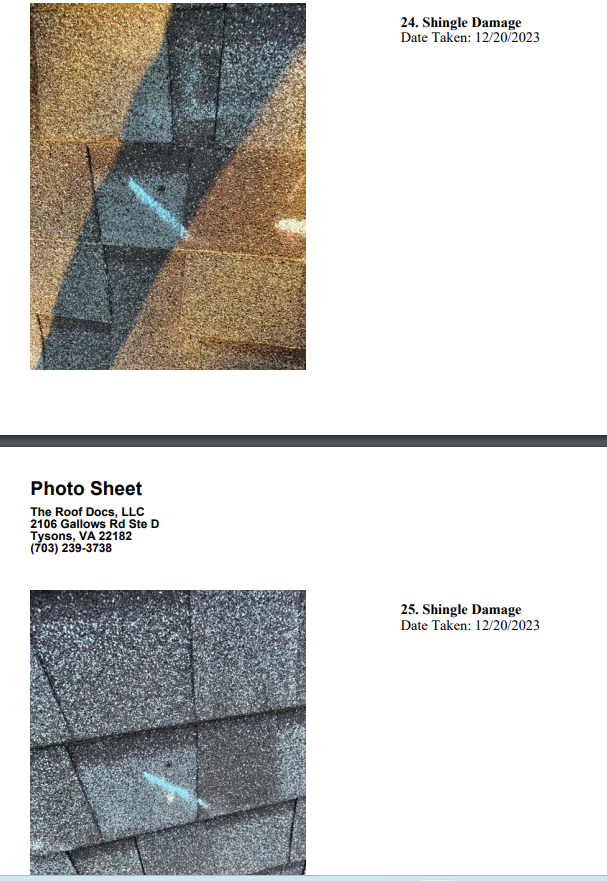 24. Shingle Damage
Date Taken: 12/20/2023
Photo Sheet
The Roof Docs, LLC
2106 Gallows Rd Ste D
Tysons, VA 22182
(703) 239-3738
25. Shingle Damage
Date Taken: 12/20/2023